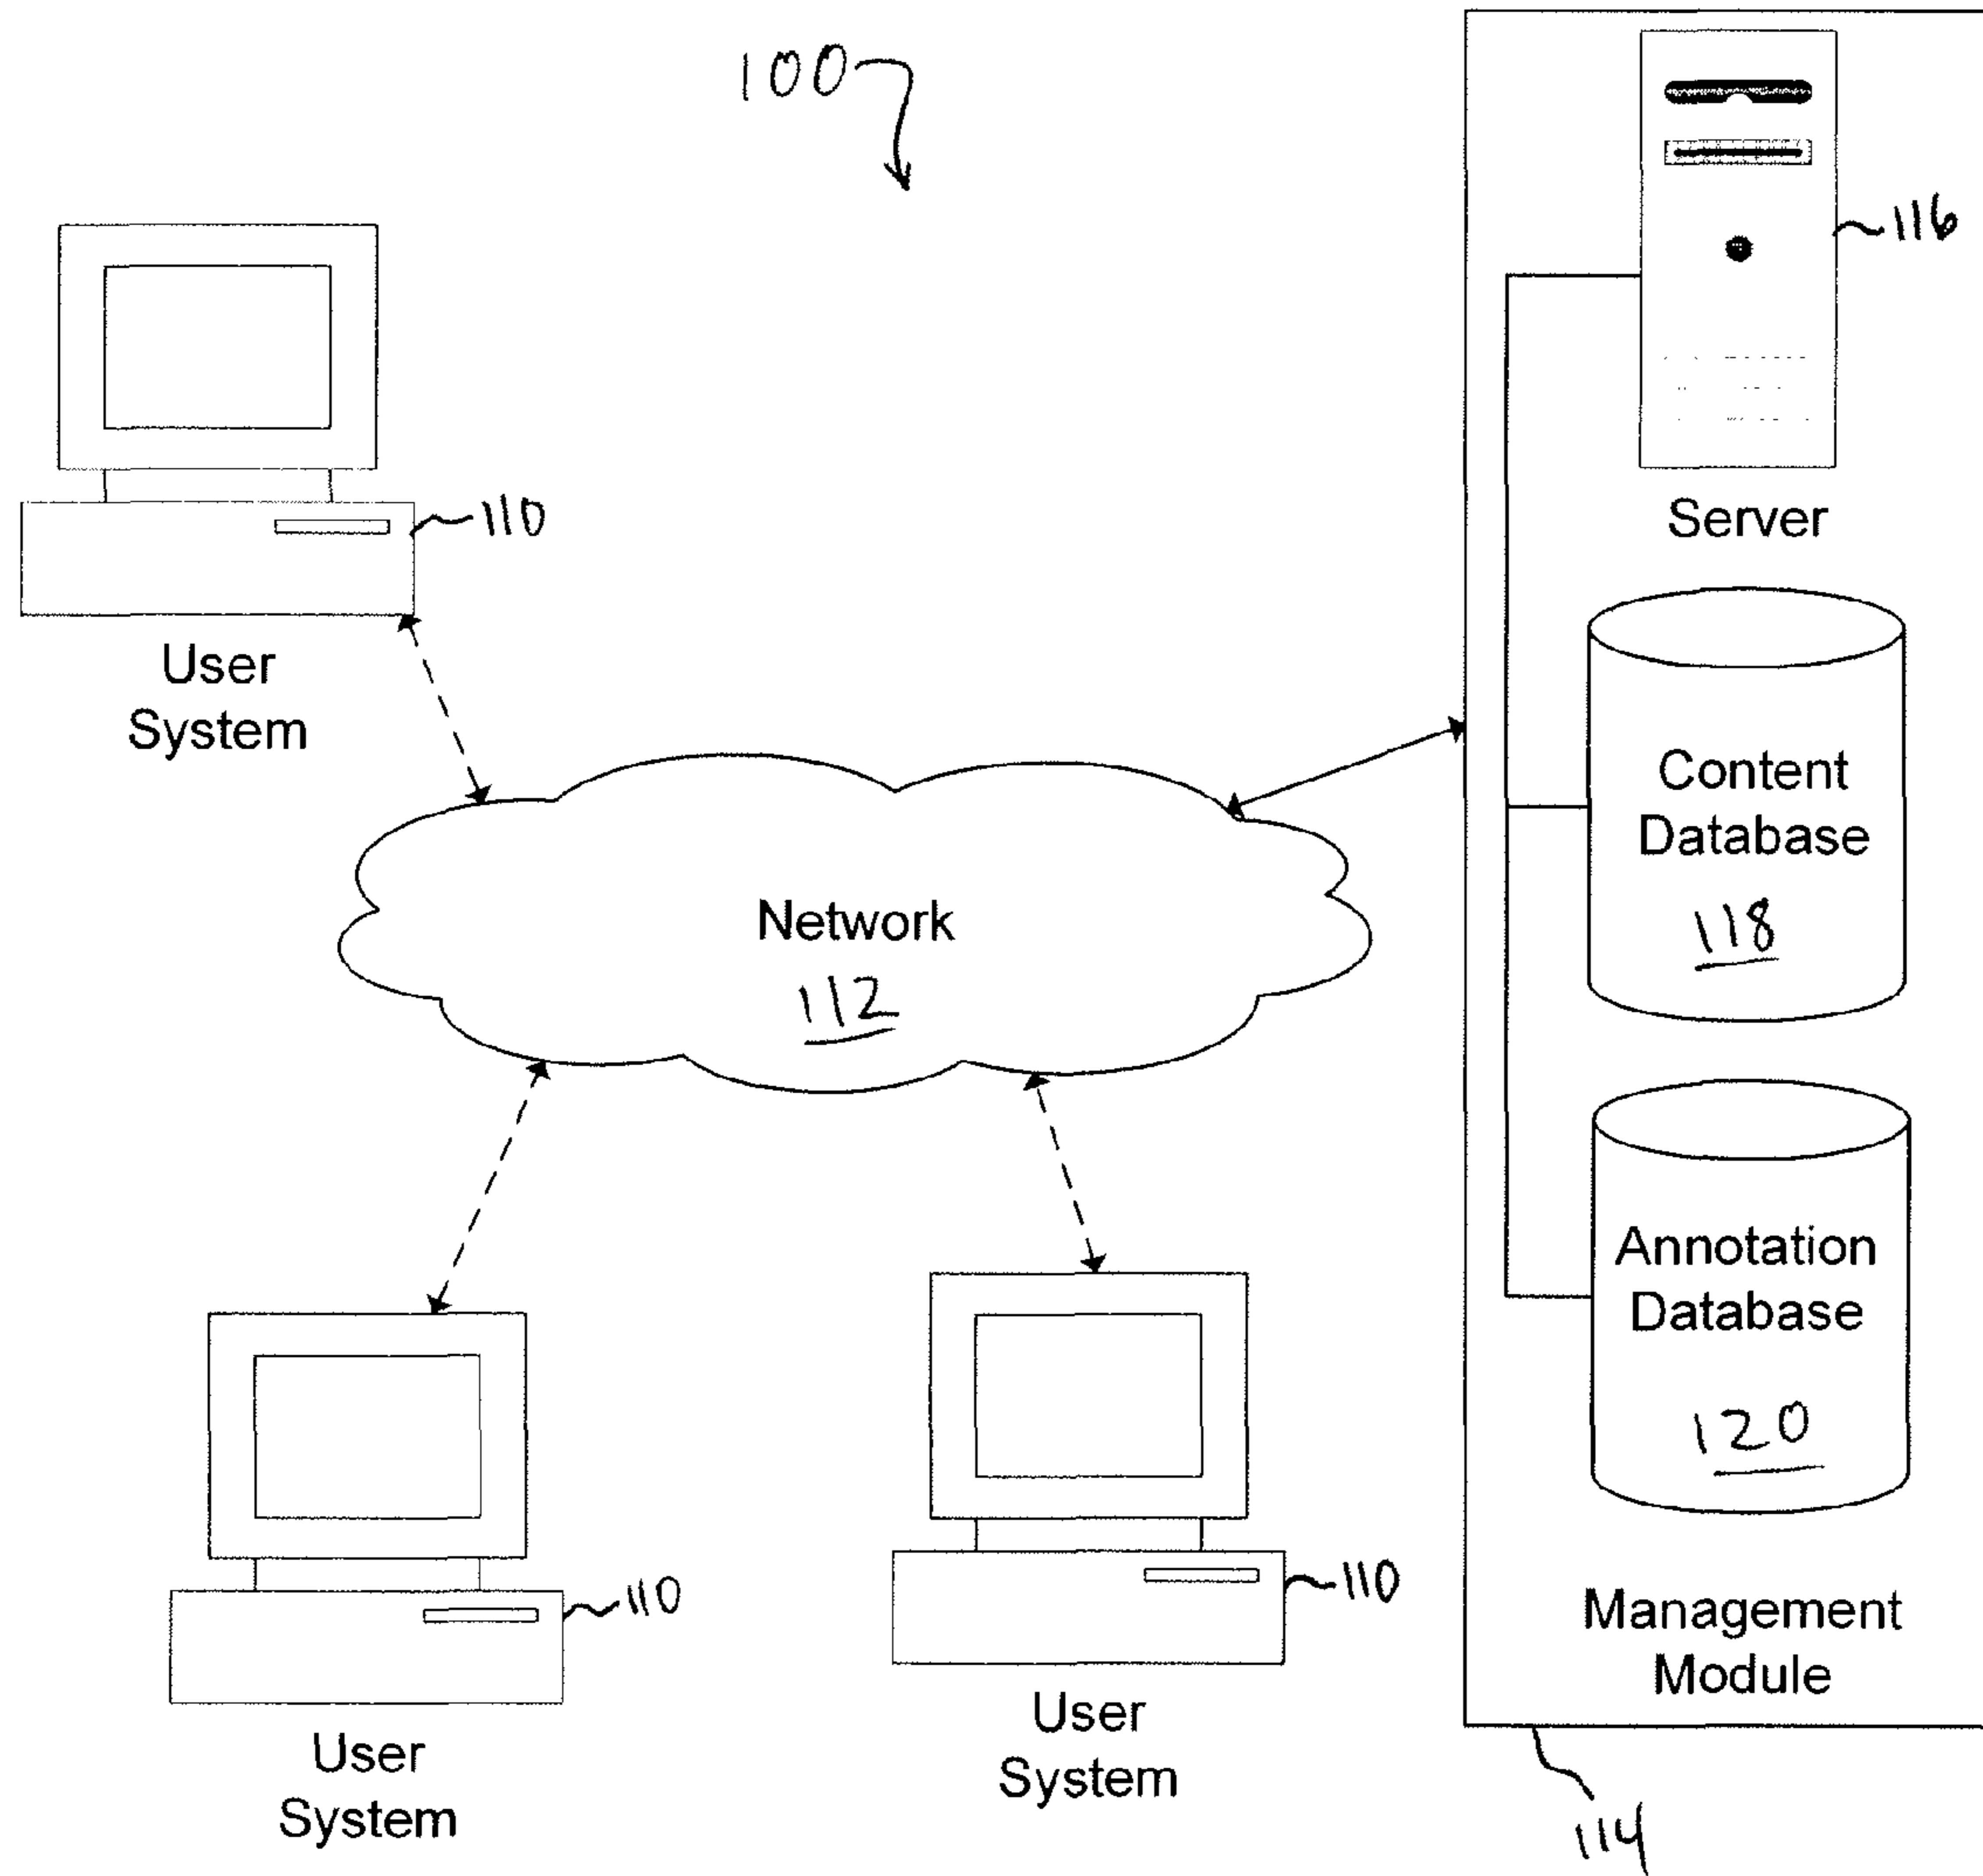 100
116
Server
110
User
System
Content
Database
118
Network
112
Annotation
Database
120
110
User
System
110
User
System
Management
Module
114